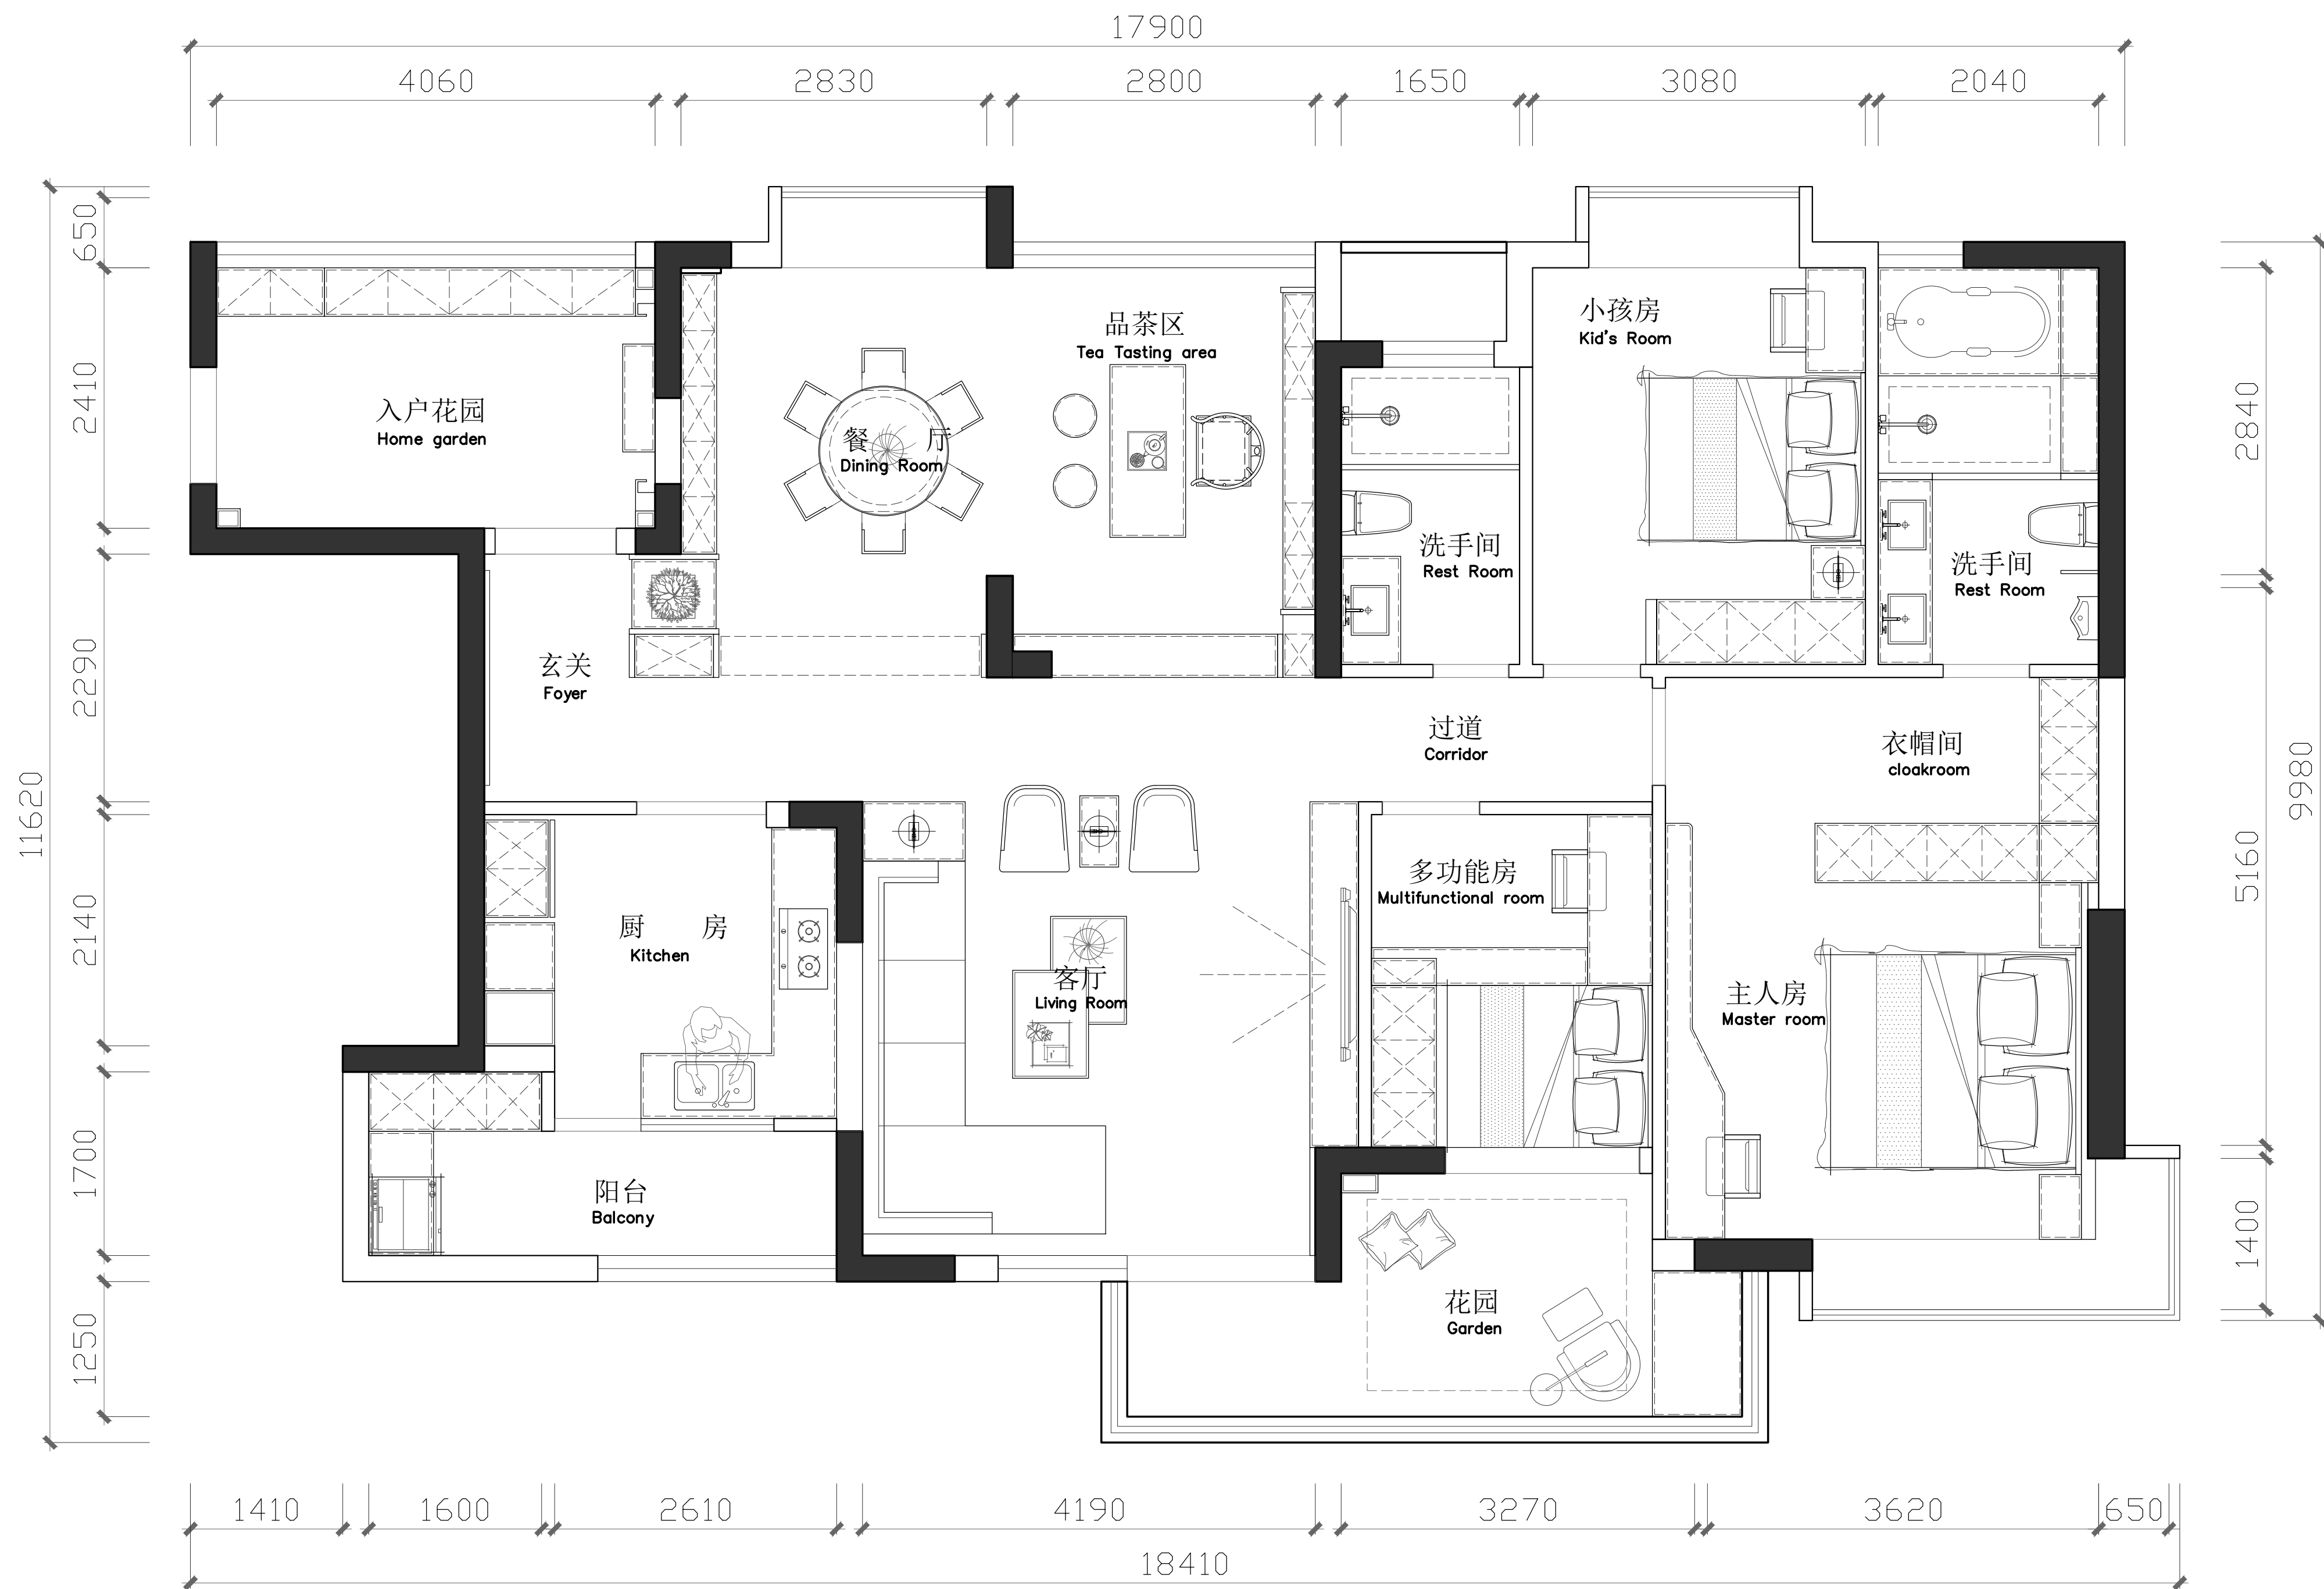 17900
4060
2830
2800
1650
3080
2040
11620
650
2410
2290
2140
1700
1250
小孩房
Kid's Room
品茶区
Tea Tasting area
入户花园
Home garden
餐 厅
Dining Room
洗手间
Rest Room
洗手间
Rest Room
玄关
Foyer
过道
Corridor
衣帽间
cloakroom
多功能房
Multifunctional room
厨 房
Kitchen
客厅
Living Room
主人房
Master room
阳台
Balcony
花园
Garden
2840
5160
1400
9980
1410
1600
2610
4190
3270
3620
650
18410